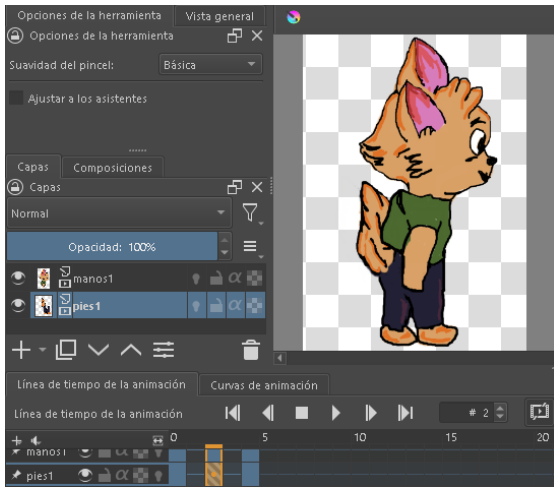 Opciones de la herramienta Vista general
Opciones de la herramienta
Suavidad del pincel: Básica
Ajustar a los asistentes
Capas Composiciones
Capas
Normal
Opacidad: 100%
manos1
pies1
Línea de tiempo de la animación Curvas de animación
Línea de tiempo de la animación # 2
0 5 10 15 20
manos1
pies1